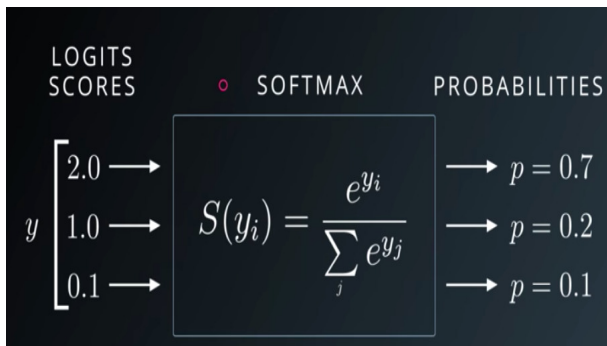 LOGITS
SCORES
SOFTMAX
PROBABILITIES
y
2.0
1.0
0.1
S(y_i) = \frac{e^{y_i}}{\sum_j e^{y_j}}
p = 0.7
p = 0.2
p = 0.1